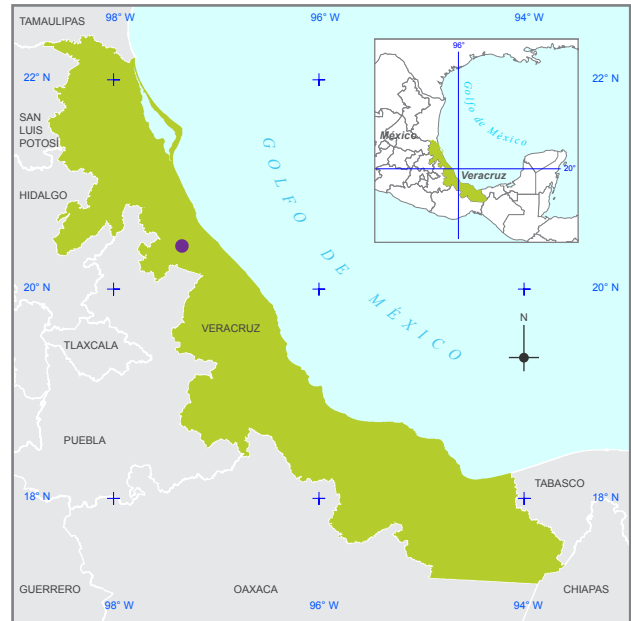 98° W
96° W
94° W
TAMAULIPAS
22° N
22° N
SAN
LUIS
POTOSÍ
HIDALGO
96°
Golfo de México
México
20°
Veracruz
GOLFO DE MÉXICO
20° N
20° N
N
VERACRUZ
TLAXCALA
PUEBLA
TABASCO
18° N
18° N
GUERRERO
OAXACA
CHIAPAS
98° W
96° W
94° W